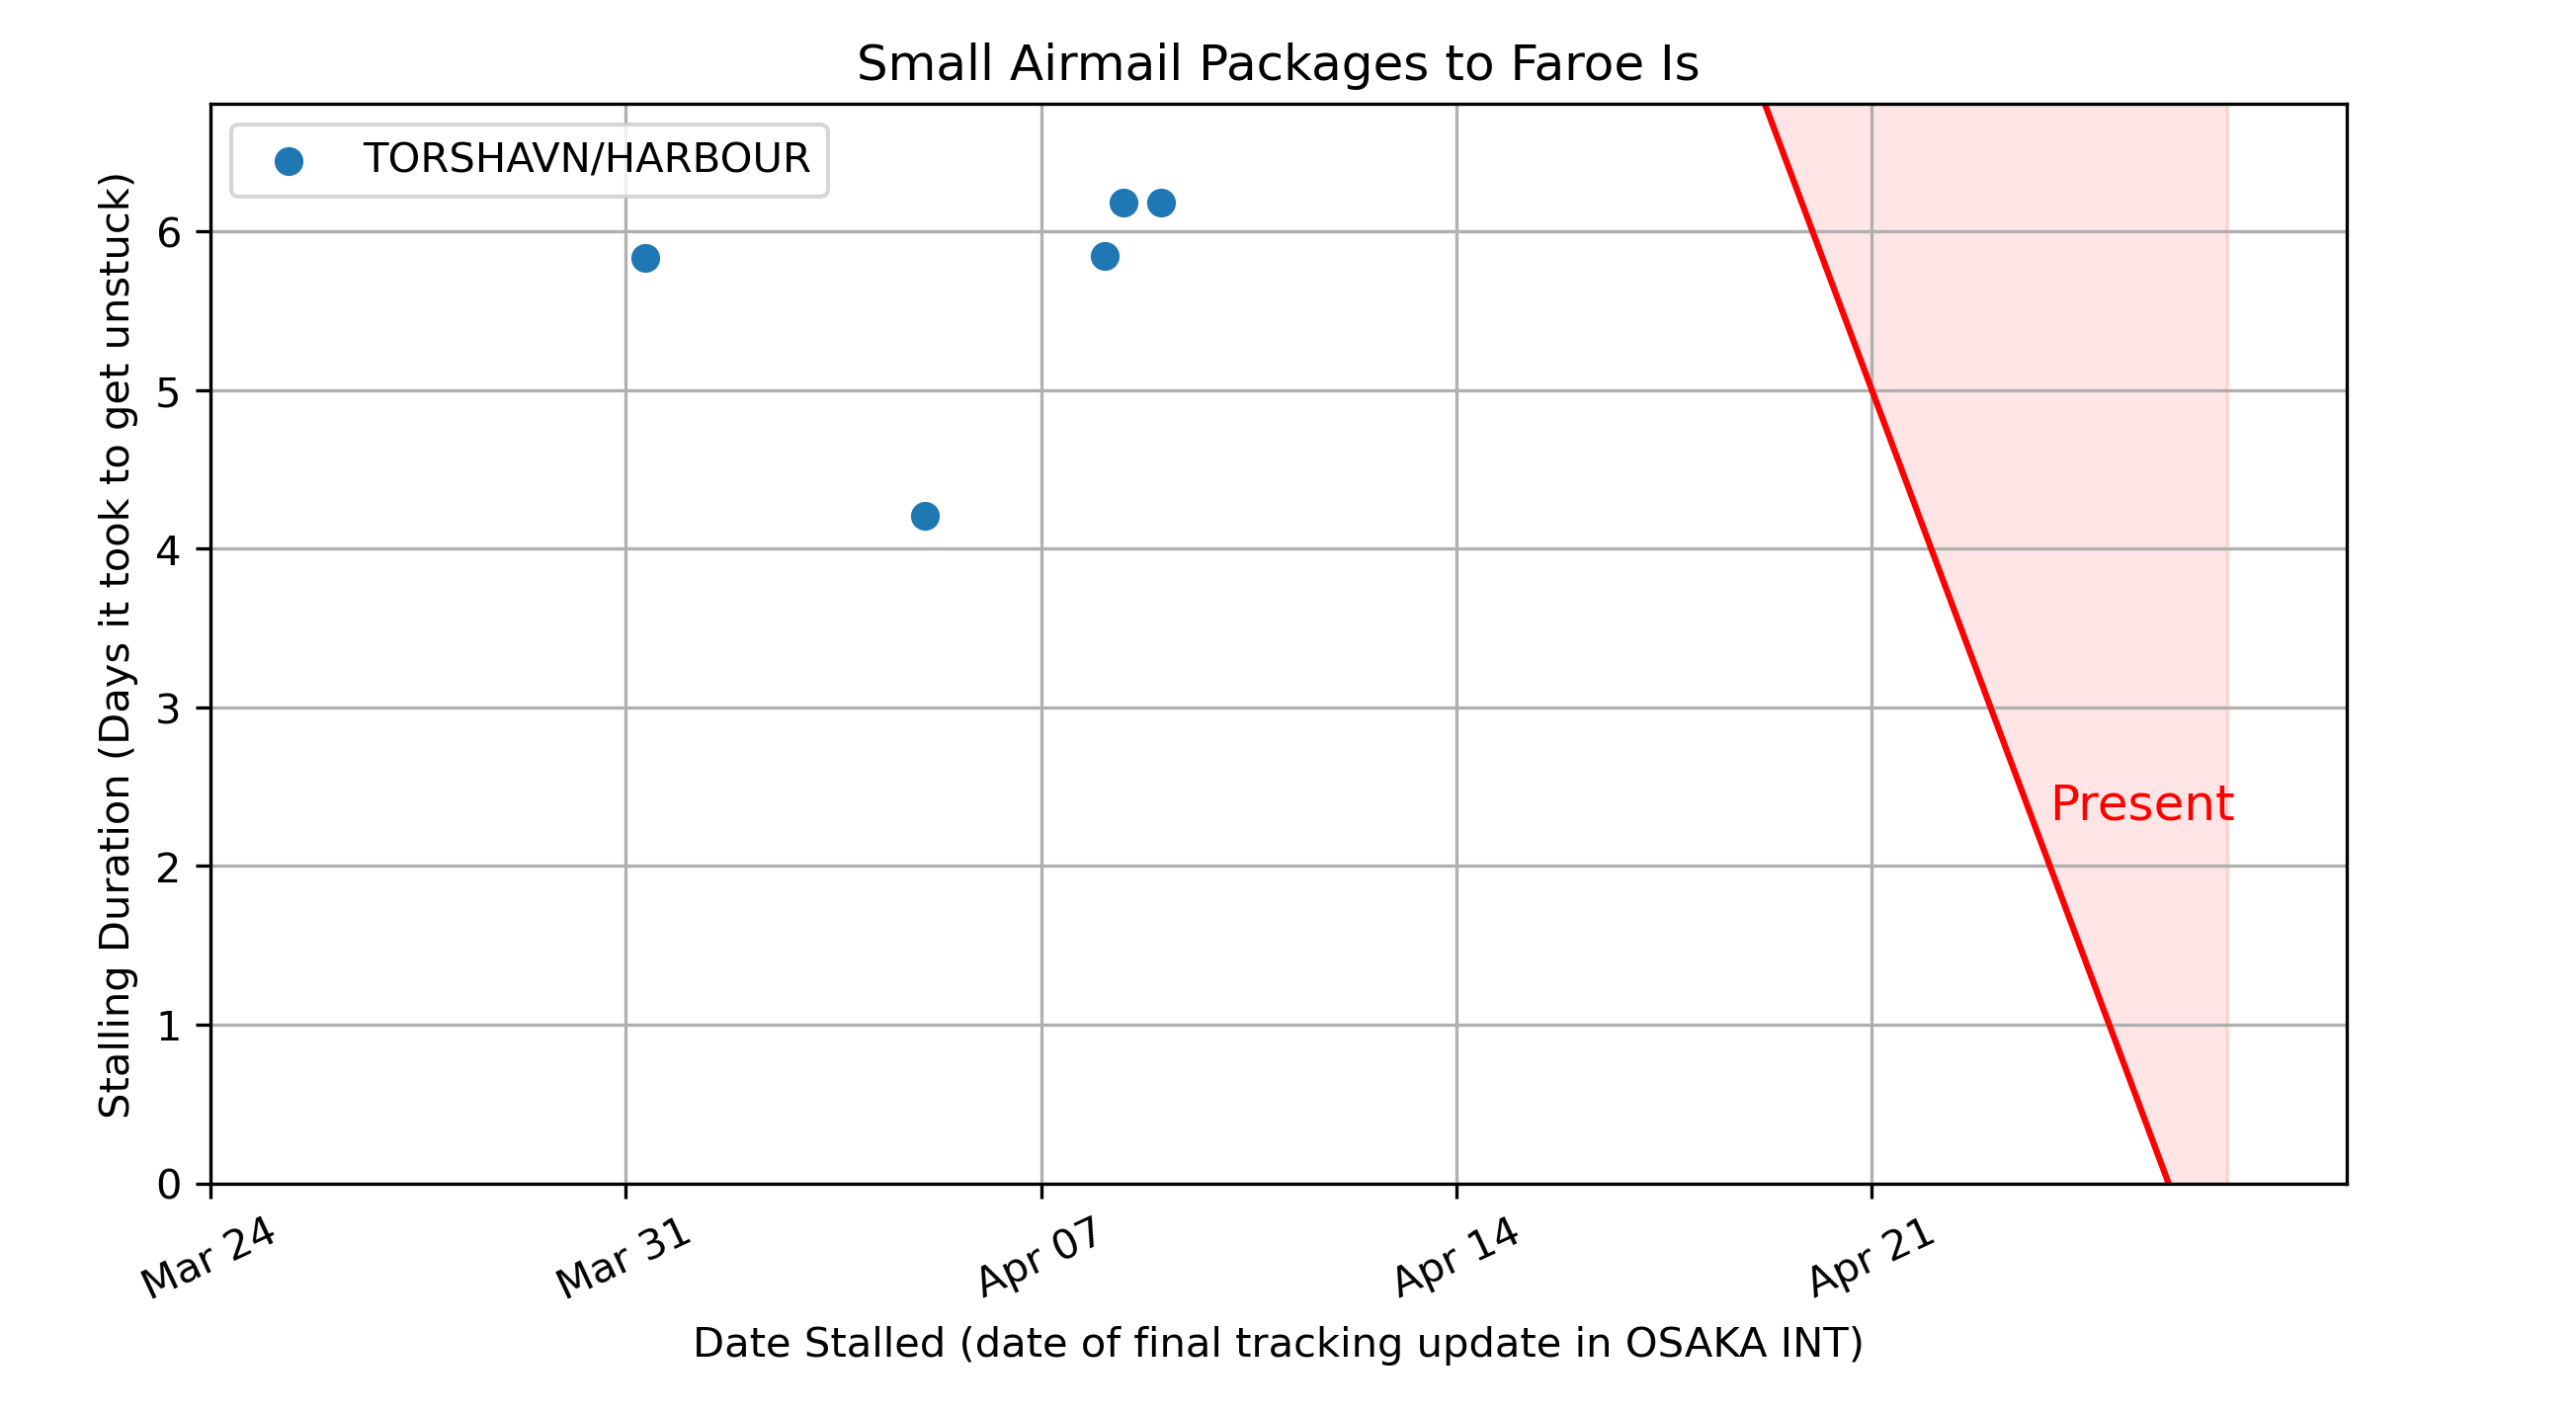 Small Airmail Packages to Faroe Is
TORSHAVN/HARBOUR
Stalling Duration (Days it took to get unstuck)
6
5
4
3
2
1
0
Present
Mar 24
Mar 31
Apr 07
Apr 14
Apr 21
Date Stalled (date of final tracking update in OSAKA INT)